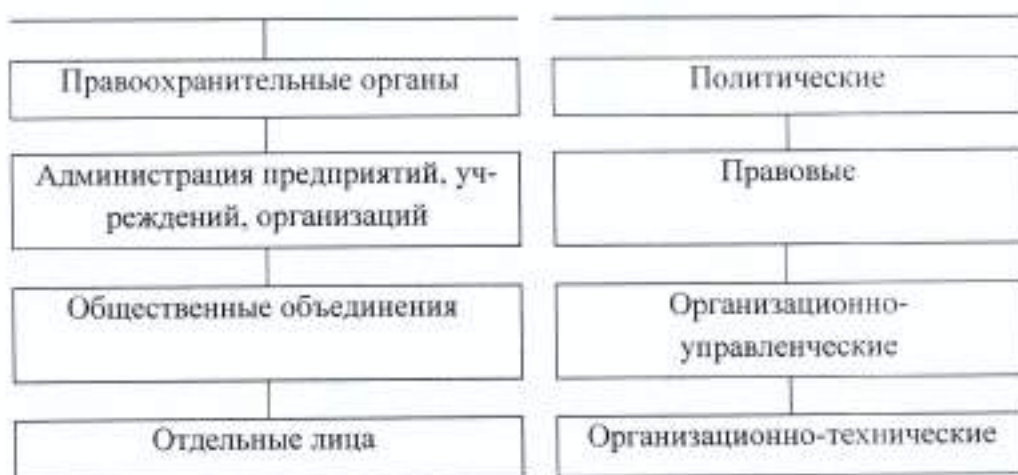 Правоохранительные органы
Администрация предприятий, уч-
реждений, организаций
Общественные объединения
Отдельные лица
Политические
Правовые
Организационно-
управленческие
Организационно-технические